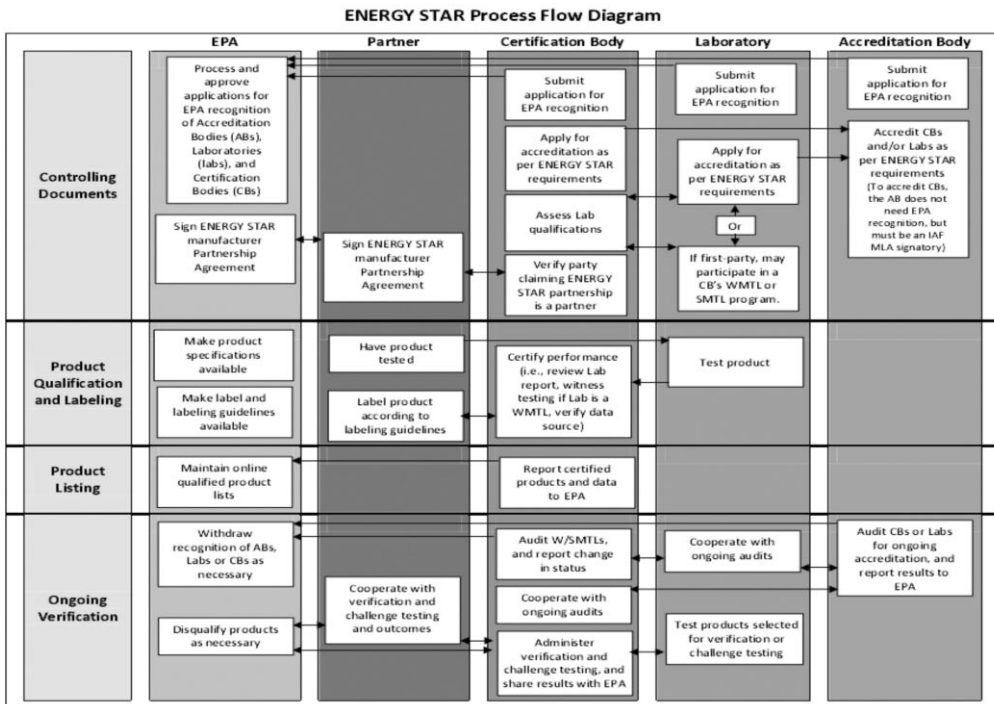 ENERGY STAR Process Flow Diagram
EPA
Partner
Certification Body
Laboratory
Accreditation Body
Controlling
Documents
Process and
approve
applications for
EPA recognition
of Accreditation
Bodies (ABs),
Laboratories
(labs), and
Certification
Bodies (CBs)
Sign ENERGY STAR
manufacturer
Partnership
Agreement
Sign ENERGY STAR
manufacturer
Partnership
Agreement
Submit
application for
EPA recognition
Apply for
accreditation as
per ENERGY STAR
requirements
Assess Lab
qualifications
Verify party
claiming ENERGY
STAR partnership
is a partner
Submit
application for
EPA recognition
Apply for
accreditation as
per ENERGY STAR
requirements
Or
If first-party, may
participate in a
CB's WMTL or
SMTL program.
Submit
application for
EPA recognition
Accredit CBs
and/or Labs as
per ENERGY STAR
requirements
(To accredit CBs,
the AB does not
need EPA
recognition, but
must be an IAF
MLA signatory)
Product
Qualification
and Labeling
Make product
specifications
available
Make label and
labeling guidelines
available
Have product
tested
Label product
according to
labeling guidelines
Certify performance
(i.e., review Lab
report, witness
testing if Lab is a
WMTL, verify data
source)
Test product
Product
Listing
Maintain online
qualified product
lists
Report certified
products and data
to EPA
Ongoing
Verification
Withdraw
recognition of ABs,
Labs or CBs as
necessary
Disqualify products
as necessary
Cooperate with
verification and
challenge testing
and outcomes
Audit W/SMTLs,
and report change
in status
Cooperate with
ongoing audits
Administer
verification and
challenge testing, and
share results with EPA
Cooperate with
ongoing audits
Test products selected
for verification or
challenge testing
Audit CBs or Labs
for ongoing
accreditation, and
report results to
EPA